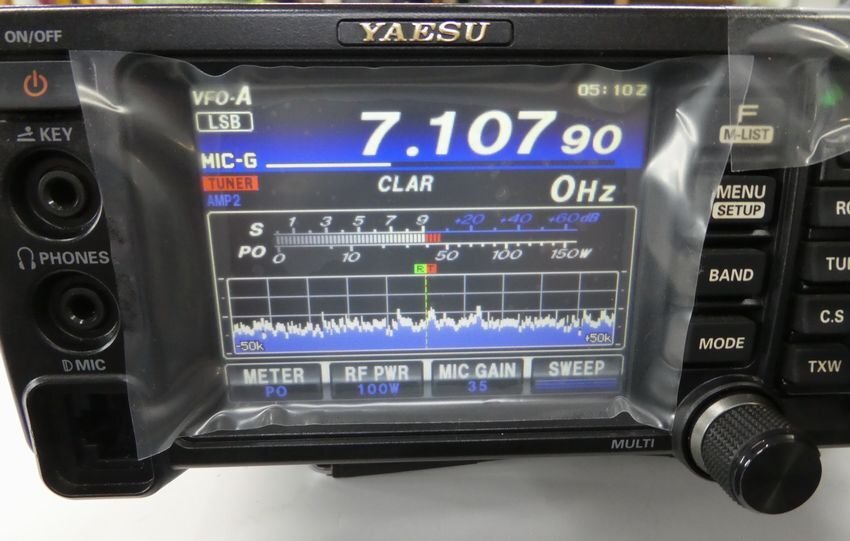 ON/OFF
YAESU
VFO-A
05:10Z
LSB
7.107 90
F
M-LIST
KEY
MIC-G
TUNER
CLAR
0Hz
AMP2
MENU
SETUP
S 1 3 5 7 9 +20 +40 +60dB
PO 0 10 50 100 150W
PHONES
R T
BAND
C.S
-50k +50k
MODE
MIC
METER RF PWR MIC GAIN SWEEP
PO 100W 35
TXW
MULTI